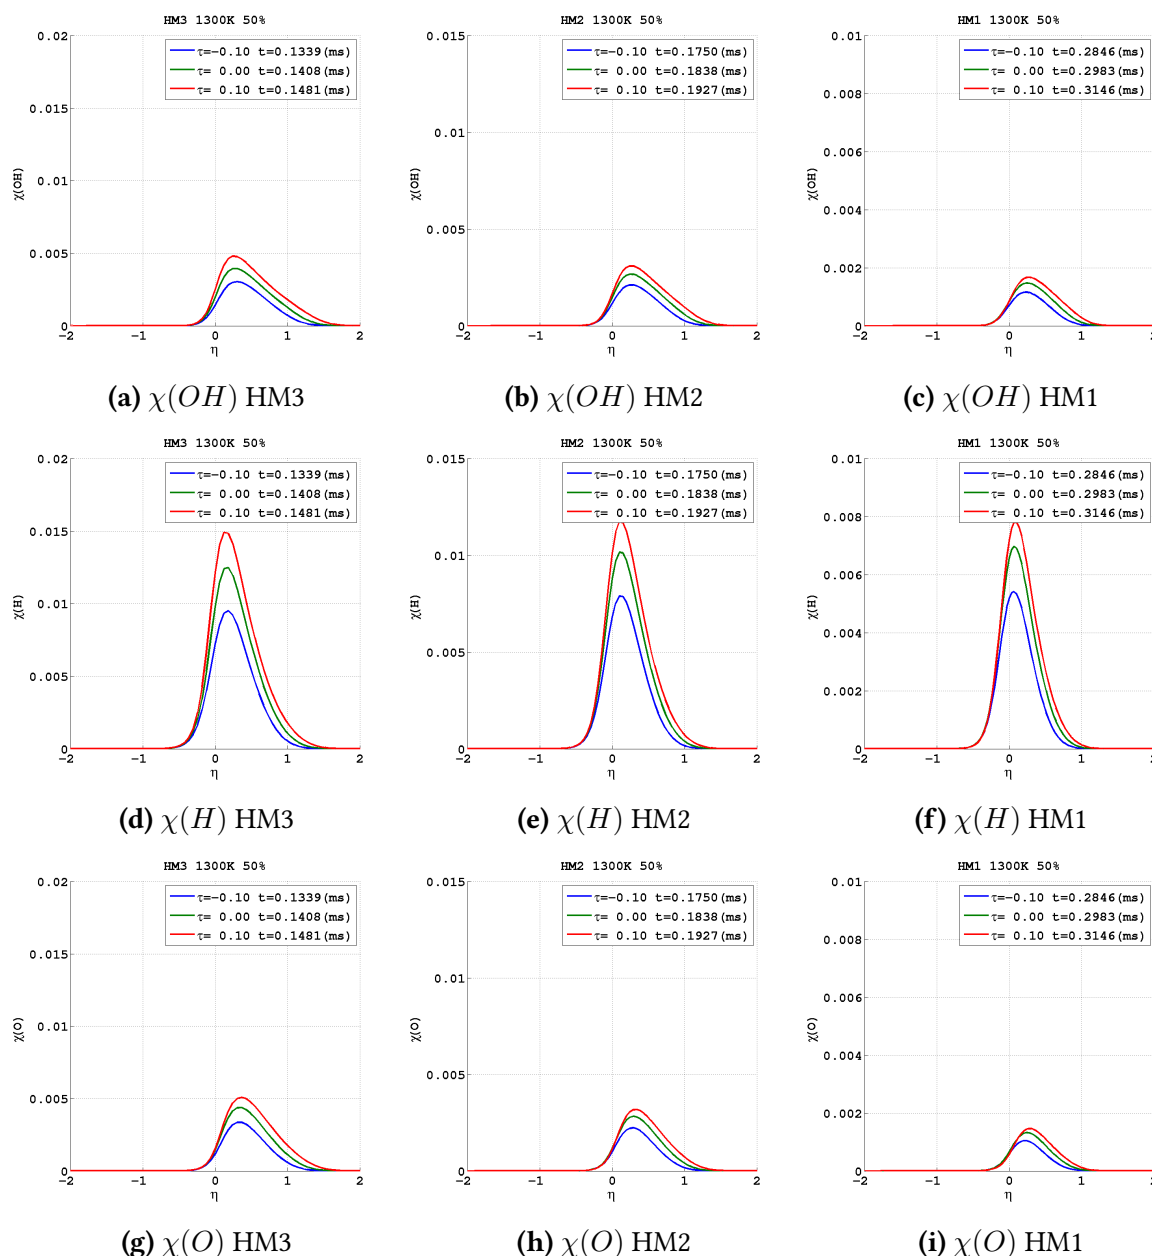 HM3 1300K 50%
τ=-0.10 t=0.1339(ms)
τ= 0.00 t=0.1408(ms)
τ= 0.10 t=0.1481(ms)
0.02
0.015
0.01
0.005
0
χ(OH)
-2 -1 0 1 2
η
(a) χ(OH) HM3
HM2 1300K 50%
τ=-0.10 t=0.1750(ms)
τ= 0.00 t=0.1838(ms)
τ= 0.10 t=0.1927(ms)
0.015
0.01
0.005
0
χ(OH)
-2 -1 0 1 2
η
(b) χ(OH) HM2
HM1 1300K 50%
τ=-0.10 t=0.2846(ms)
τ= 0.00 t=0.2983(ms)
τ= 0.10 t=0.3146(ms)
0.01
0.008
0.006
0.004
0.002
0
χ(OH)
-2 -1 0 1 2
η
(c) χ(OH) HM1
HM3 1300K 50%
τ=-0.10 t=0.1339(ms)
τ= 0.00 t=0.1408(ms)
τ= 0.10 t=0.1481(ms)
0.02
0.015
0.01
0.005
0
χ(H)
-2 -1 0 1 2
η
(d) χ(H) HM3
HM2 1300K 50%
τ=-0.10 t=0.1750(ms)
τ= 0.00 t=0.1838(ms)
τ= 0.10 t=0.1927(ms)
0.015
0.01
0.005
0
χ(H)
-2 -1 0 1 2
η
(e) χ(H) HM2
HM1 1300K 50%
τ=-0.10 t=0.2846(ms)
τ= 0.00 t=0.2983(ms)
τ= 0.10 t=0.3146(ms)
0.01
0.008
0.006
0.004
0.002
0
χ(H)
-2 -1 0 1 2
η
(f) χ(H) HM1
HM3 1300K 50%
τ=-0.10 t=0.1339(ms)
τ= 0.00 t=0.1408(ms)
τ= 0.10 t=0.1481(ms)
0.02
0.015
0.01
0.005
0
χ(O)
-2 -1 0 1 2
η
(g) χ(O) HM3
HM2 1300K 50%
τ=-0.10 t=0.1750(ms)
τ= 0.00 t=0.1838(ms)
τ= 0.10 t=0.1927(ms)
0.015
0.01
0.005
0
χ(O)
-2 -1 0 1 2
η
(h) χ(O) HM2
HM1 1300K 50%
τ=-0.10 t=0.2846(ms)
τ= 0.00 t=0.2983(ms)
τ= 0.10 t=0.3146(ms)
0.01
0.008
0.006
0.004
0.002
0
χ(O)
-2 -1 0 1 2
η
(i) χ(O) HM1